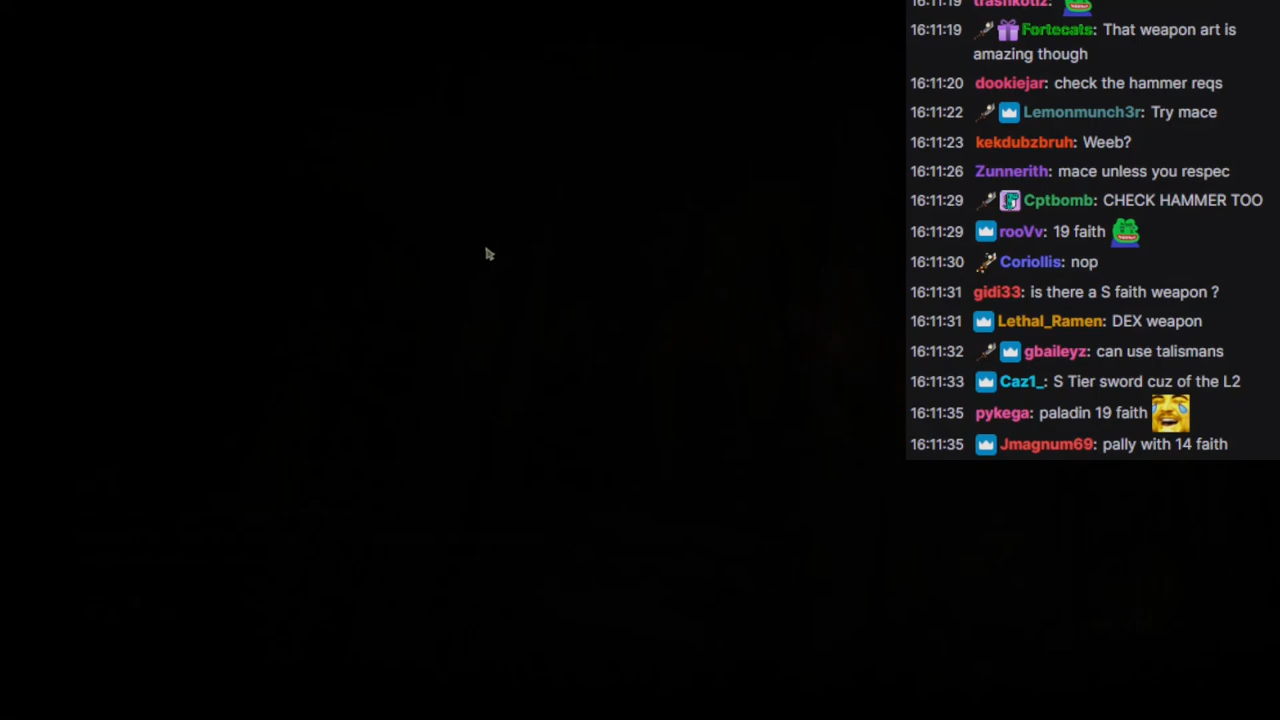 16:11:19 trashkotlz:
16:11:19 Fortecats: That weapon art is
amazing though
16:11:20 dookiejar: check the hammer reqs
16:11:22 Lemonmunch3r: Try mace
16:11:23 kekdubzbruh: Weeb?
16:11:26 Zunnerith: mace unless you respec
16:11:29 Cptbomb: CHECK HAMMER TOO
16:11:29 rooVv: 19 faith
16:11:30 Coriollis: nop
16:11:31 gidi33: is there a S faith weapon ?
16:11:31 Lethal_Ramen: DEX weapon
16:11:32 gbaileyz: can use talismans
16:11:33 Caz1_: S Tier sword cuz of the L2
16:11:35 pykega: paladin 19 faith
16:11:35 Jmagnum69: pally with 14 faith